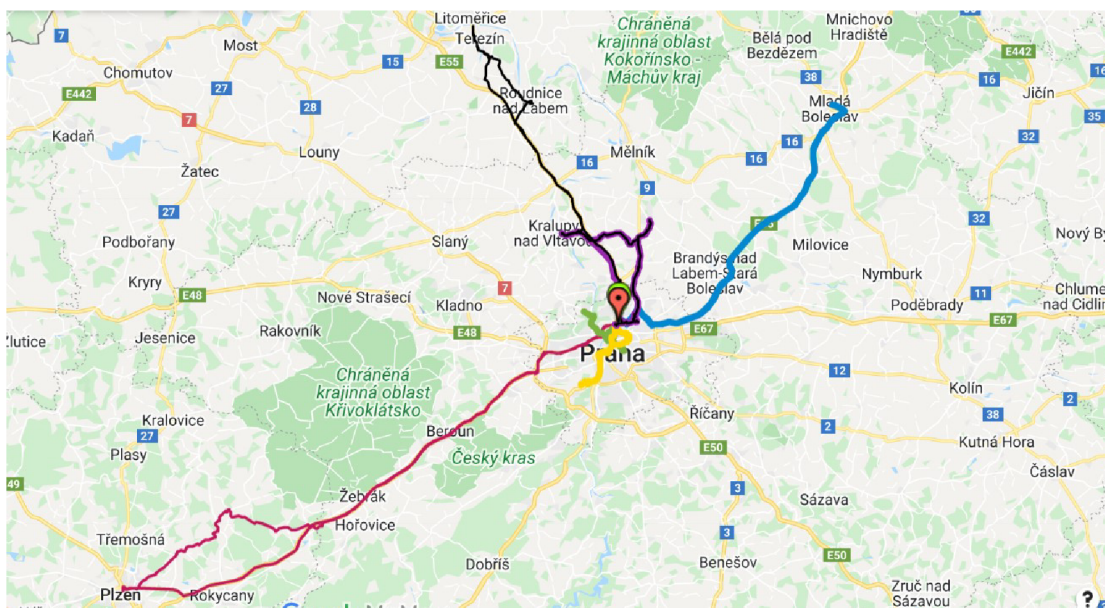 Litoměřice
Terezín
Chráněná
krajinná oblast
Kokořínsko -
Máchův kraj
Mnichovo
Hradiště
Bělá pod
Bezdězem
7
Most
E442
15
E55
38
16
Jičín
16
Chomutov
27
E442
Roudnice
nad Labem
Mladá
Boleslav
35
Kadaň
7
28
Louny
16
Mělník
16
16
32
Žatec
9
27
32
Podbořany
Slaný
Kralupy
nad Vltavou
Milovice
Nový By
Kryry
E48
Nové Strašecí
7
Kladno
Brandýs nad
Labem-Stará
Boleslav
Nymburk
11
Chlume
nad Cidlin
Poděbrady
E67
E67
Žlutice
Jesenice
Rakovník
E48
Praha
12
Kolín
2
Chráněná
krajinná oblast
Křivoklátsko
Kralovice
27
Plasy
Beroun
Říčany
2
38
Kutná Hora
E50
Český kras
Čáslav
49
3
Žebrák
Hořovice
Sázava
Třemošná
3
E50
Dobříš
Benešov
Plzeň
Rokycany
Zruč nad
Sázavou
?